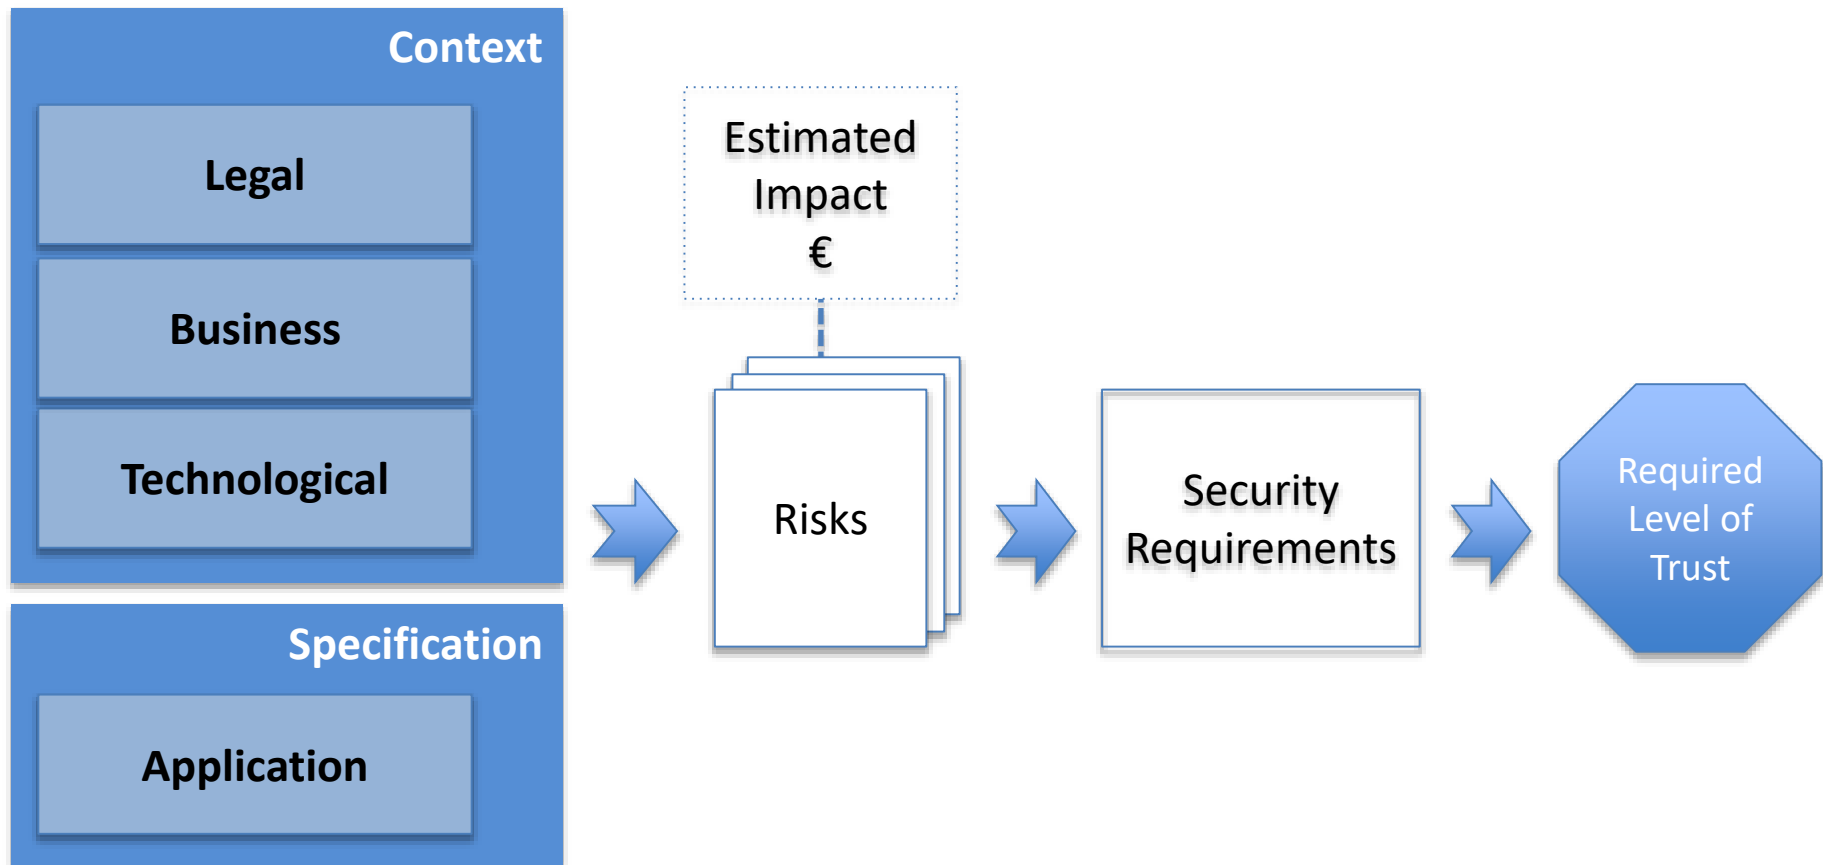 Context
Legal
Business
Technological
Specification
Application
Estimated
Impact
€
Risks
Security
Requirements
Required
Level of
Trust